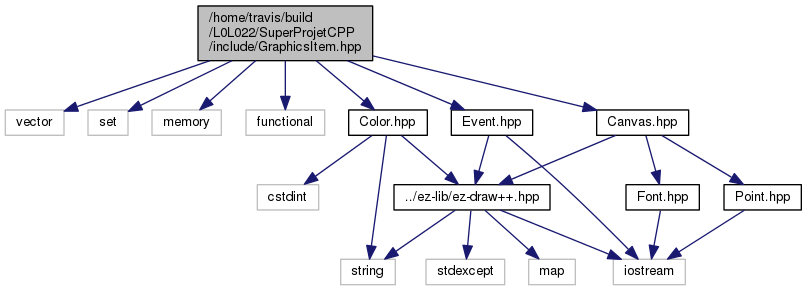 /home/travis/build
/L0L022/SuperProjetCPP
/include/GraphicsItem.hpp
vector
set
memory
functional
Color.hpp
Event.hpp
Canvas.hpp
cstdint
../ez-lib/ez-draw++.hpp
Font.hpp
Point.hpp
string
stdexcept
map
iostream